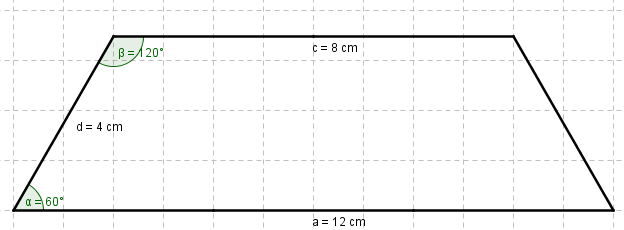 c = 8 cm
β = 120°
d = 4 cm
α = 60°
a = 12 cm